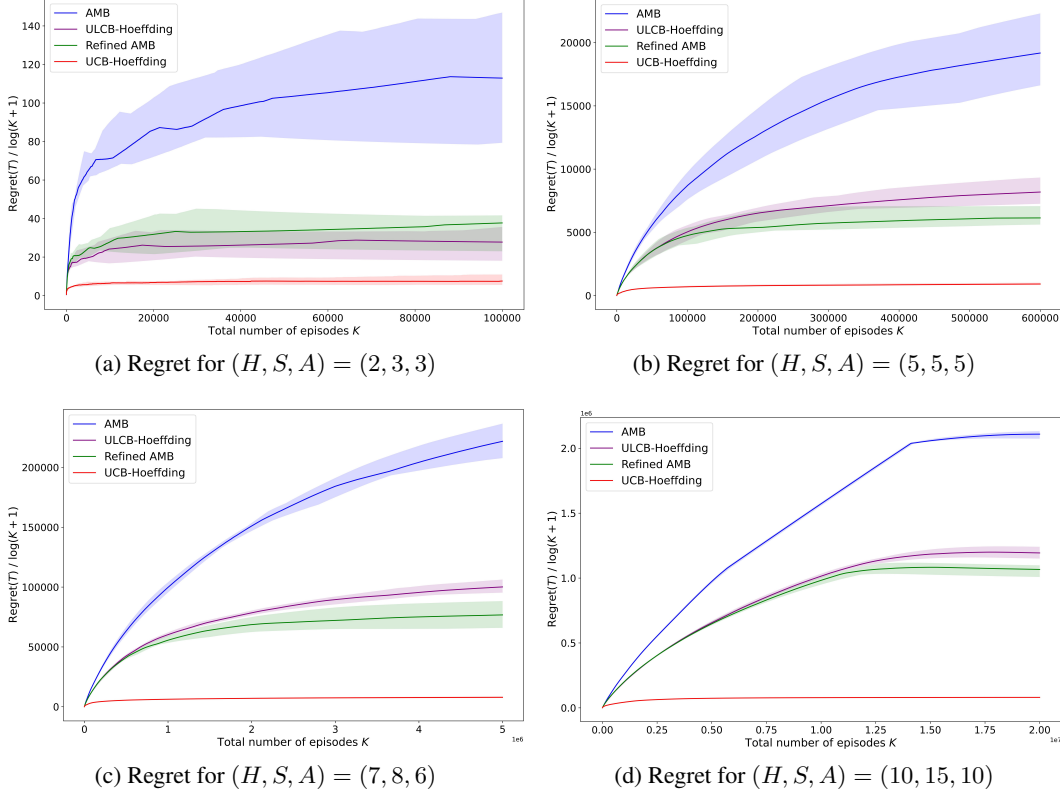 AMB
ULCB-Hoeffding
Refined AMB
UCB-Hoeffding
Regret(T) / log(K + 1)
140
120
100
80
60
40
20
0
0 20000 40000 60000 80000 100000
Total number of episodes K
(a) Regret for (H, S, A) = (2, 3, 3)
AMB
ULCB-Hoeffding
Refined AMB
UCB-Hoeffding
Regret(T) / log(K + 1)
20000
15000
10000
5000
0
0 100000 200000 300000 400000 500000 600000
Total number of episodes K
(b) Regret for (H, S, A) = (5, 5, 5)
AMB
ULCB-Hoeffding
Refined AMB
UCB-Hoeffding
Regret(T) / log(K + 1)
200000
150000
100000
50000
0
0 1 2 3 4 5
1e6
Total number of episodes K
(c) Regret for (H, S, A) = (7, 8, 6)
1e6
AMB
ULCB-Hoeffding
Refined AMB
UCB-Hoeffding
Regret(T) / log(K + 1)
2.0
1.5
1.0
0.5
0.0
0.00 0.25 0.50 0.75 1.00 1.25 1.50 1.75 2.00
Total number of episodes K
(d) Regret for (H, S, A) = (10, 15, 10)